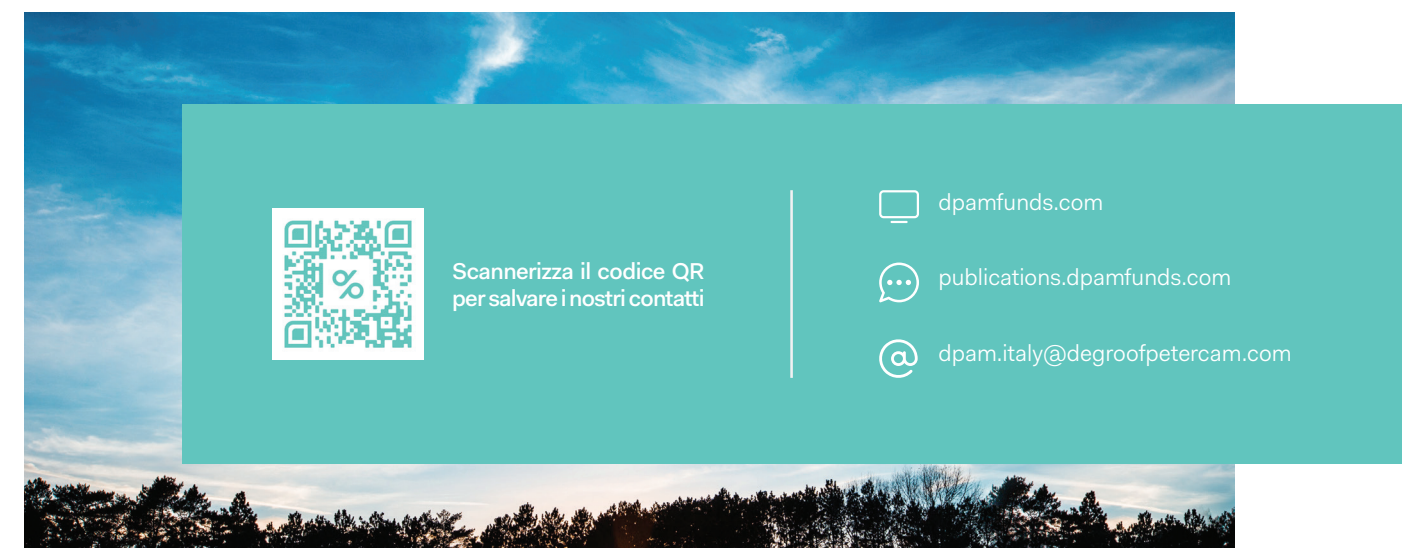 Scannerizza il codice QR
per salvare i nostri contatti
dpamfunds.com
publications.dpamfunds.com
dpam.italy@degroofpetercam.com